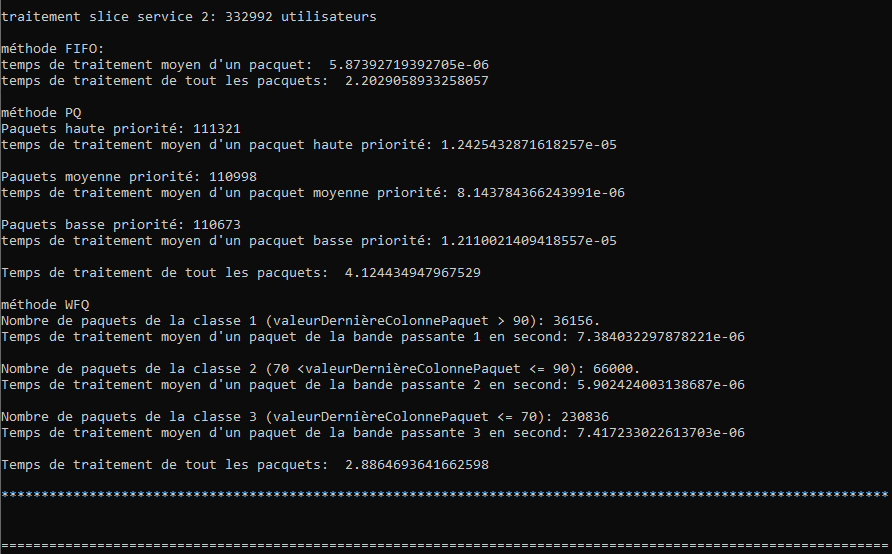 traitement slice service 2: 332992 utilisateurs
méthode FIFO:
temps de traitement moyen d'un paquet:  5.87392719392705e-06
temps de traitement de tout les pacquets:  2.2029058933258057
méthode PQ
Paquets haute priorité: 111321
temps de traitement moyen d'un pacquet haute priorité: 1.2425432871618257e-05
Paquets moyenne priorité: 110998
temps de traitement moyen d'un pacquet moyenne priorité: 8.143784366243991e-06
Paquets basse priorité: 110673
temps de traitement moyen d'un pacquet basse priorité: 1.2110021409418557e-05
Temps de traitement de tout les pacquets:  4.124434947967529
méthode WFQ
Nombre de paquets de la classe 1 (valeurDernièreColonnePaquet > 90): 36156.
Temps de traitement moyen d'un paquet de la bande passante 1 en second: 7.384032297878221e-06
Nombre de paquets de la classe 2 (70 <valeurDernièreColonnePaquet <= 90): 66000.
Temps de traitement moyen d'un paquet de la bande passante 2 en second: 5.902424003138687e-06
Nombre de paquets de la classe 3 (valeurDernièreColonnePaquet <= 70): 230836
Temps de traitement moyen d'un paquet de la bande passante 3 en second: 7.417233022613703e-06
Temps de traitement de tout les pacquets:  2.8864693641662598
***************************************************************************************************************
===============================================================================================================